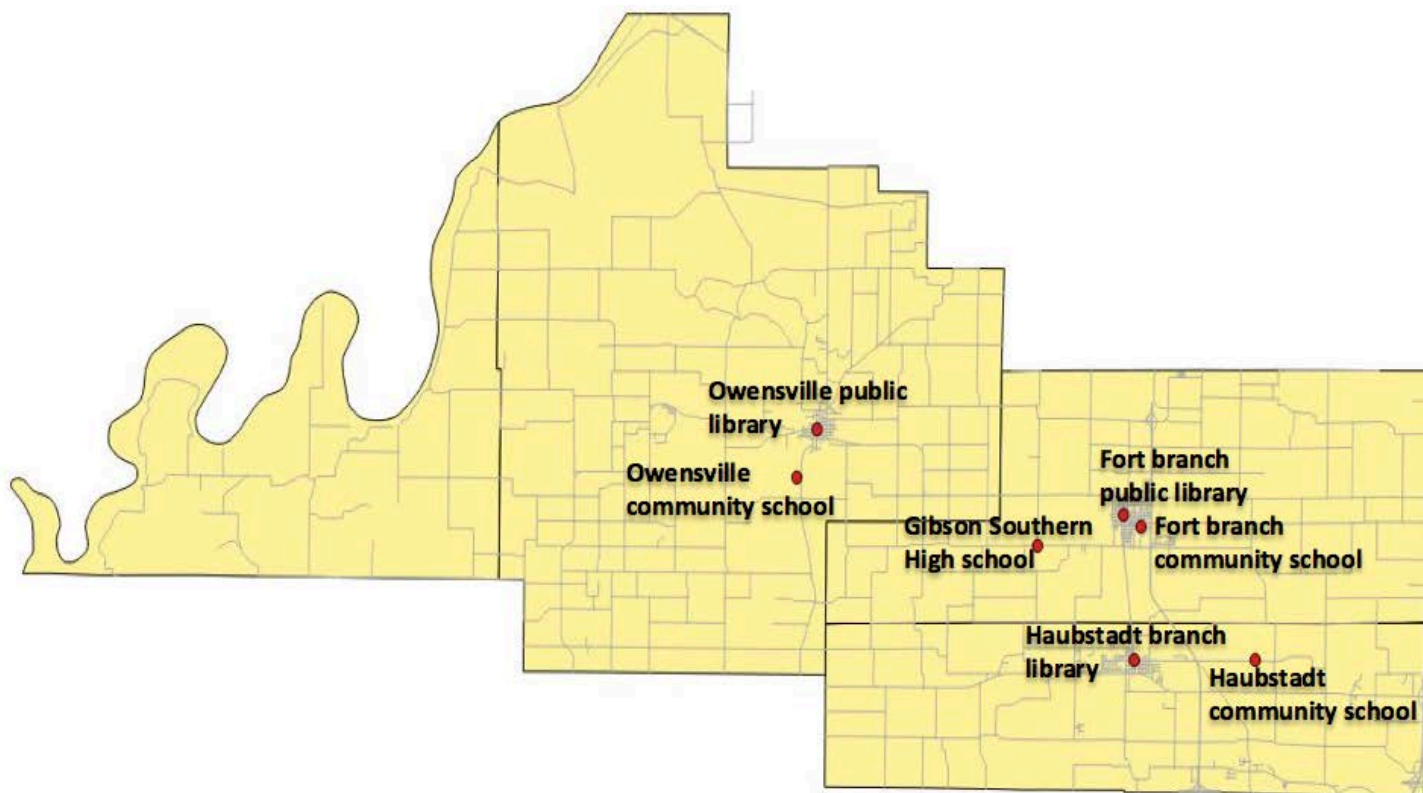 Owensville public
library
Owensville
community school
Fort branch
public library
Gibson Southern
High school
Fort branch
community school
Haubstadt branch
library
Haubstadt
community school